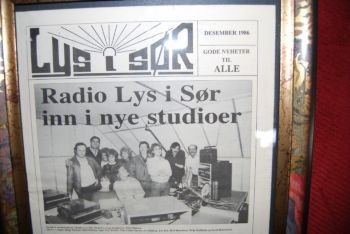 LYS i SØR
DESEMBER 1986
GODE NYHETER
TIL
ALLE
Radio Lys i Sør
inn i nye studioer